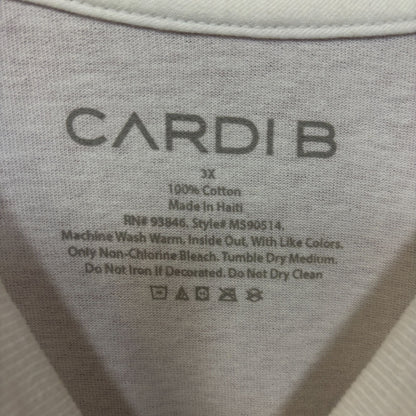 CARDI B
3X
100% Cotton
Made in Haiti
RN# 93846. Style# MS90514.
Machine Wash Warm, Inside Out, With Like Colors.
Only Non-Chlorine Bleach. Tumble Dry Medium.
Do Not Iron If Decorated. Do Not Dry Clean